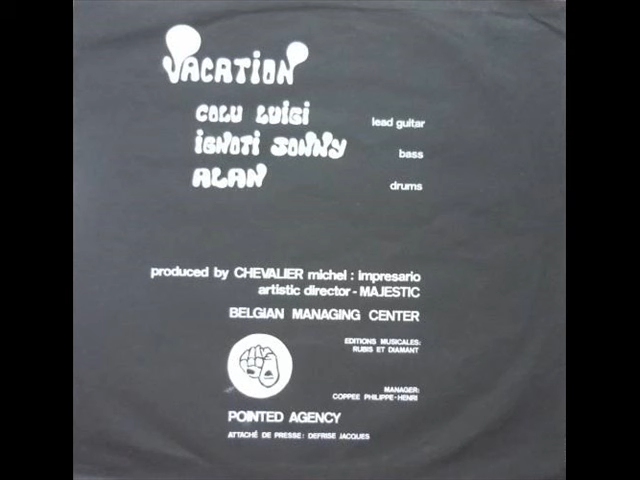 VACATION
COLU LUIGI lead guitar
IGNOTI SONNY bass
ALAN drums
produced by CHEVALIER michel : impresario
artistic director - MAJESTIC
BELGIAN MANAGING CENTER
EDITIONS MUSICALES:
RUBIS ET DIAMANT
MANAGER:
COPPEE PHILIPPE-HENRI
POINTED AGENCY
ATTACHÉ DE PRESSE : DEFRISE JACQUES